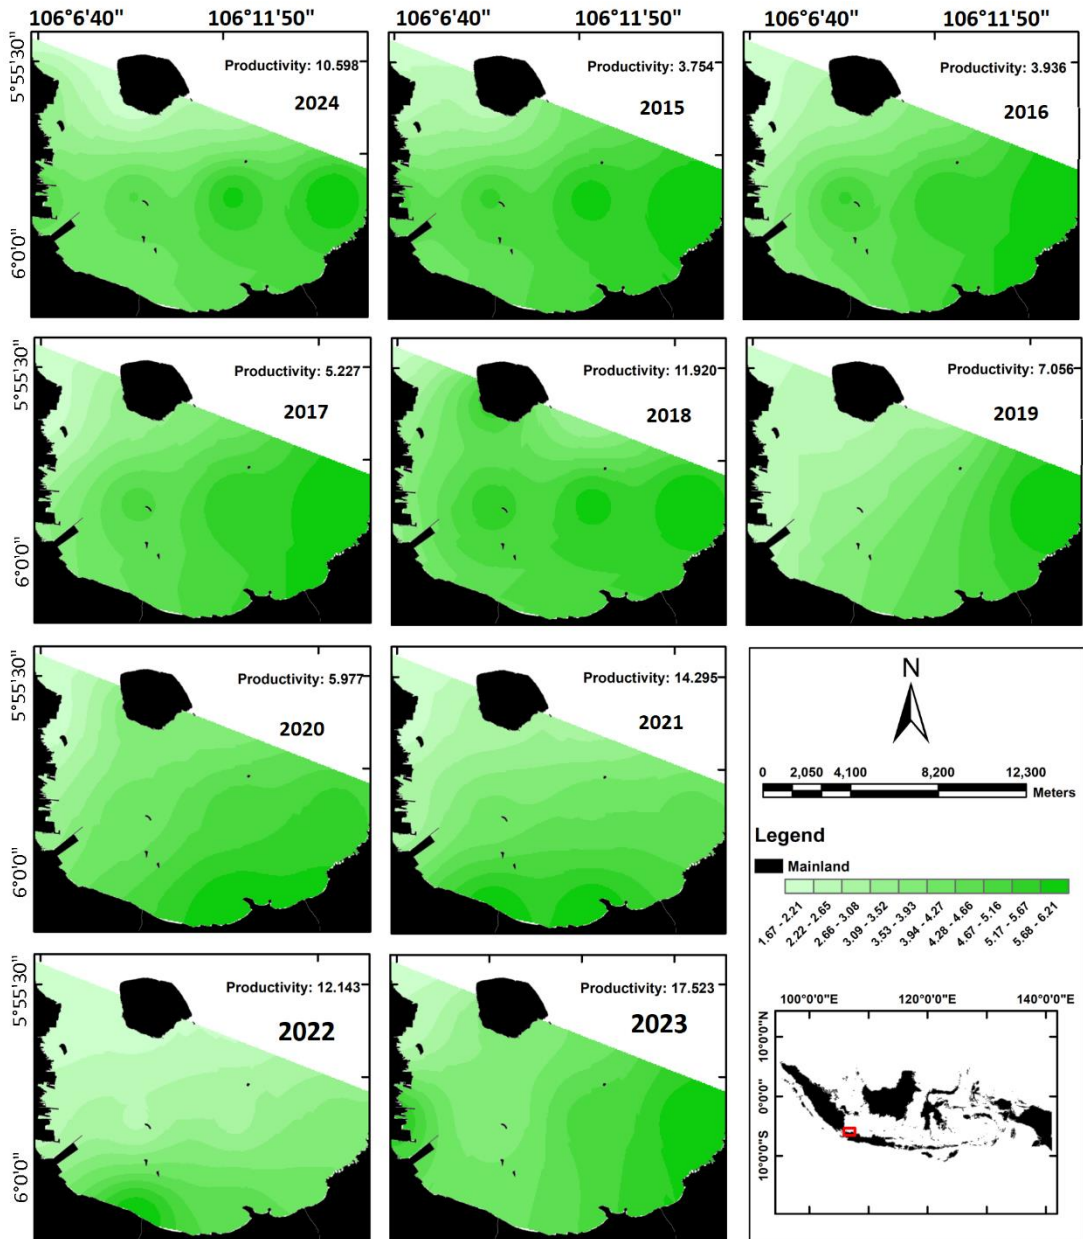 106°6'40" 106°11'50" 106°6'40" 106°11'50" 106°6'40" 106°11'50"
5°55'30"
6°0'0"
Productivity: 10.598
2024
Productivity: 3.754
2015
Productivity: 3.936
2016
5°55'30"
6°0'0"
Productivity: 5.227
2017
Productivity: 11.920
2018
Productivity: 7.056
2019
5°55'30"
6°0'0"
Productivity: 5.977
2020
Productivity: 14.295
2021
N
0 2,050 4,100 8,200 12,300
Meters
Legend
Mainland
1.67 - 2.21
2.22 - 2.65
2.66 - 3.08
3.09 - 3.52
3.53 - 3.93
3.94 - 4.27
4.28 - 4.66
4.67 - 5.16
5.17 - 5.67
5.68 - 6.21
5°55'30"
6°0'0"
Productivity: 12.143
2022
Productivity: 17.523
2023
100°0'0"E 120°0'0"E 140°0'0"E
10°0'0"N
0°0'0"
10°0'0"S